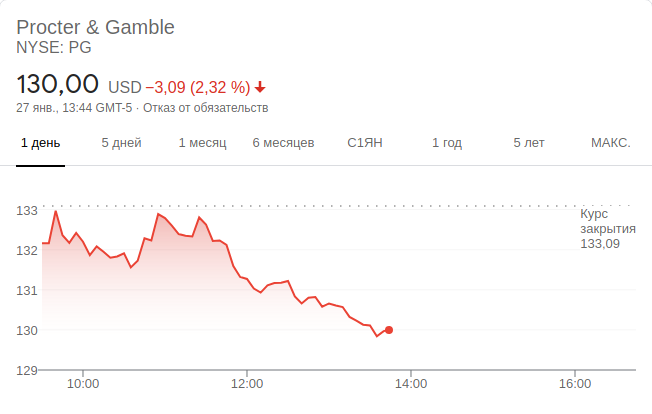 Procter & Gamble
NYSE: PG
130,00 USD −3,09 (2,32 %)
27 янв., 13:44 GMT-5 · Отказ от обязательств
1 день 5 дней 1 месяц 6 месяцев С1ЯН 1 год 5 лет МАКС.
133
Курс
закрытия
133,09
132
131
130
129
10:00 12:00 14:00 16:00